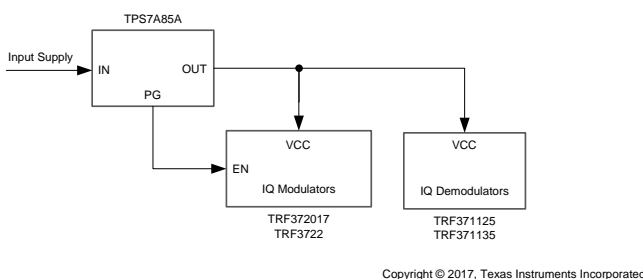 TPS7A85A
Input Supply
IN
OUT
PG
VCC
EN
IQ Modulators
VCC
IQ Demodulators
TRF372017
TRF3722
TRF371125
TRF371135
Copyright © 2017, Texas Instruments Incorporated